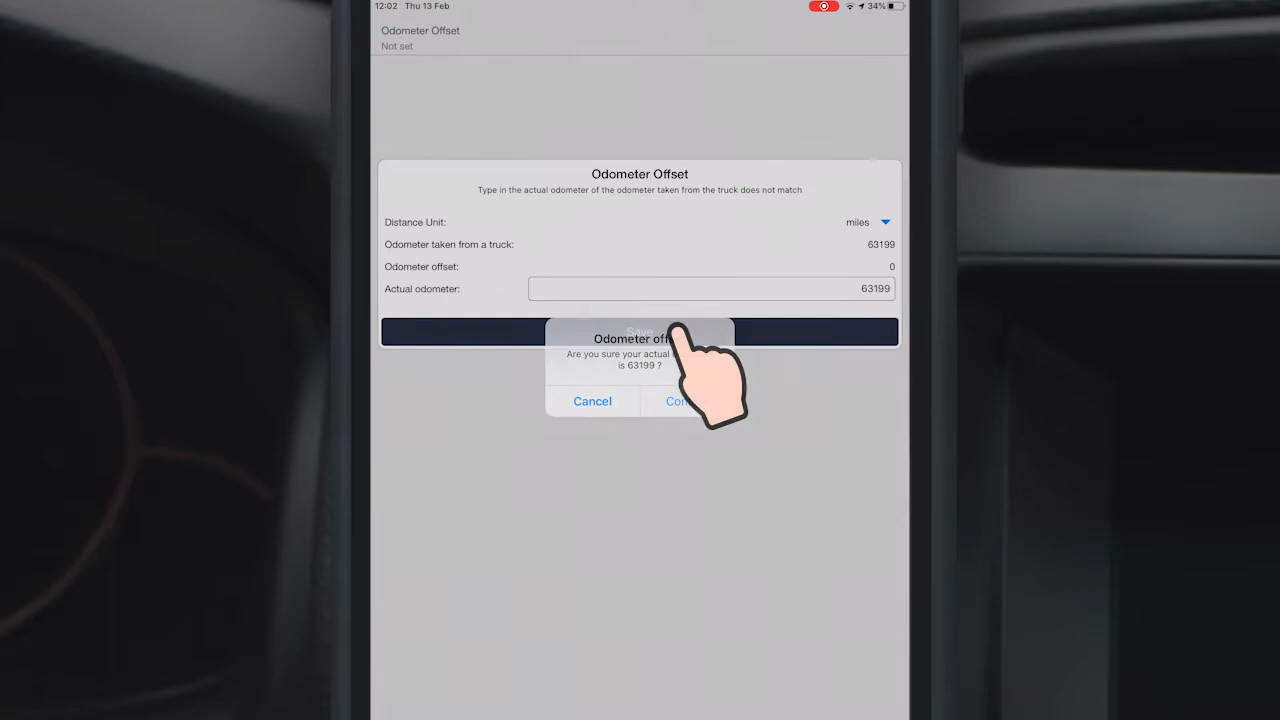 12:02 Thu 13 Feb 34%
Odometer Offset
Not set
Odometer Offset
Type in the actual odometer of the odometer taken from the truck does not match
Distance Unit: miles
Odometer taken from a truck: 63199
Odometer offset: 0
Actual odometer: 63199
Save
Odometer
Are you sure your actual
is 63199 ?
Cancel